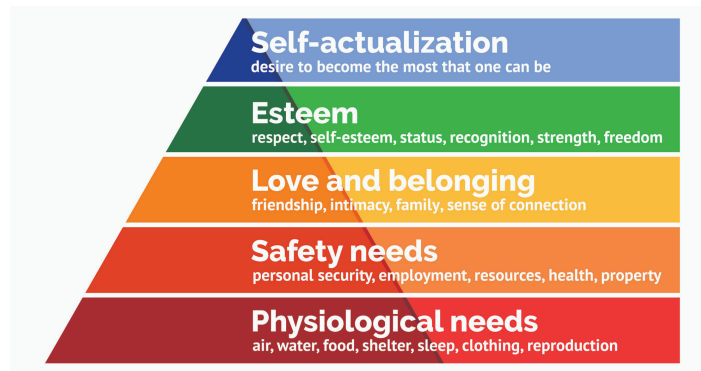 Self-actualization
desire to become the most that one can be
Esteem
respect, self-esteem, status, recognition, strength, freedom
Love and belonging
friendship, intimacy, family, sense of connection
Safety needs
personal security, employment, resources, health, property
Physiological needs
air, water, food, shelter, sleep, clothing, reproduction